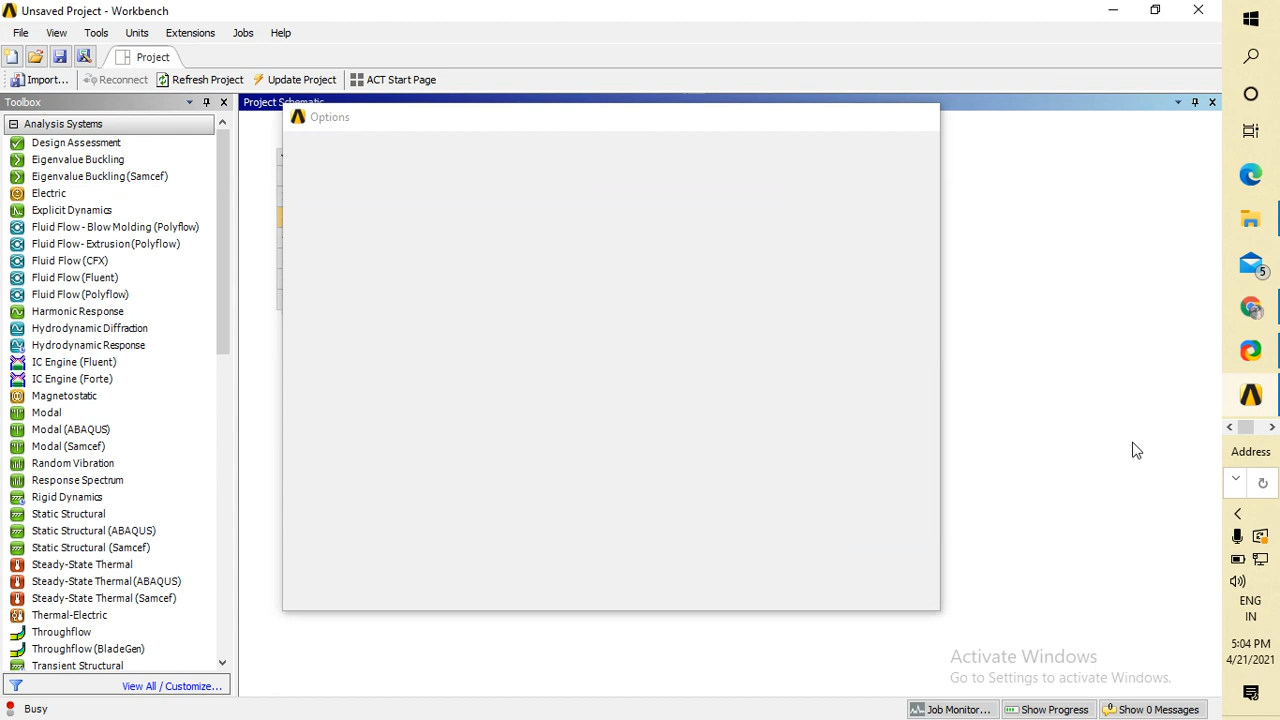 Unsaved Project - Workbench
File View Tools Units Extensions Jobs Help
Project
Import... Reconnect Refresh Project Update Project ACT Start Page
Toolbox
Project Schematic
Options
Analysis Systems
Design Assessment
Eigenvalue Buckling
Eigenvalue Buckling (Samcef)
Electric
Explicit Dynamics
Fluid Flow - Blow Molding (Polyflow)
Fluid Flow - Extrusion (Polyflow)
Fluid Flow (CFX)
Fluid Flow (Fluent)
Fluid Flow (Polyflow)
Harmonic Response
Hydrodynamic Diffraction
Hydrodynamic Response
IC Engine (Fluent)
IC Engine (Forte)
Magnetostatic
Modal
Modal (ABAQUS)
Modal (Samcef)
Random Vibration
Response Spectrum
Rigid Dynamics
Static Structural
Static Structural (ABAQUS)
Static Structural (Samcef)
Steady-State Thermal
Steady-State Thermal (ABAQUS)
Steady-State Thermal (Samcef)
Thermal-Electric
Throughflow
Throughflow (BladeGen)
Transient Structural
View All / Customize...
Busy
Activate Windows
Go to Settings to activate Windows.
Job Monitor... Show Progress Show 0 Messages
5
Address
ENG
IN
5:04 PM
4/21/2021